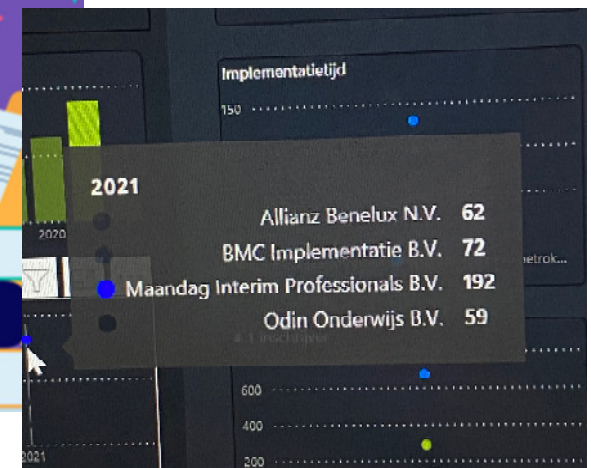 Implementatietijd
150
2021
Allianz Benelux N.V. 62
BMC Implementatie B.V. 72
Maandag Interim Professionals B.V. 192
Odin Onderwijs B.V. 59
2020
600
400
200
2021